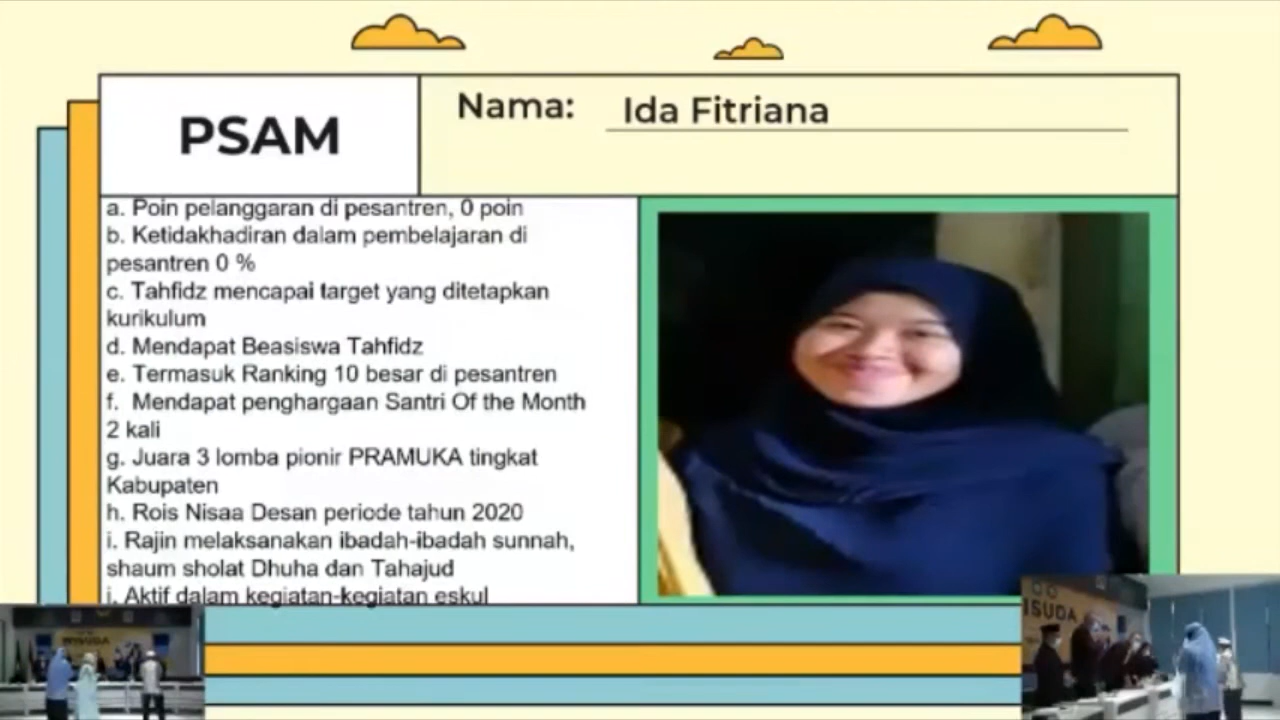 PSAM
Nama: Ida Fitriana
a. Poin pelanggaran di pesantren, 0 poin
b. Ketidakhadiran dalam pembelajaran di
pesantren 0 %
c. Tahfidz mencapai target yang ditetapkan
kurikulum
d. Mendapat Beasiswa Tahfidz
e. Termasuk Ranking 10 besar di pesantren
f. Mendapat penghargaan Santri Of the Month
2 kali
g. Juara 3 lomba pionir PRAMUKA tingkat
Kabupaten
h. Rois Nisaa Desan periode tahun 2020
i. Rajin melaksanakan ibadah-ibadah sunnah,
shaum sholat Dhuha dan Tahajud
j. Aktif dalam kegiatan-kegiatan eskul
WISUDA
ISUDA